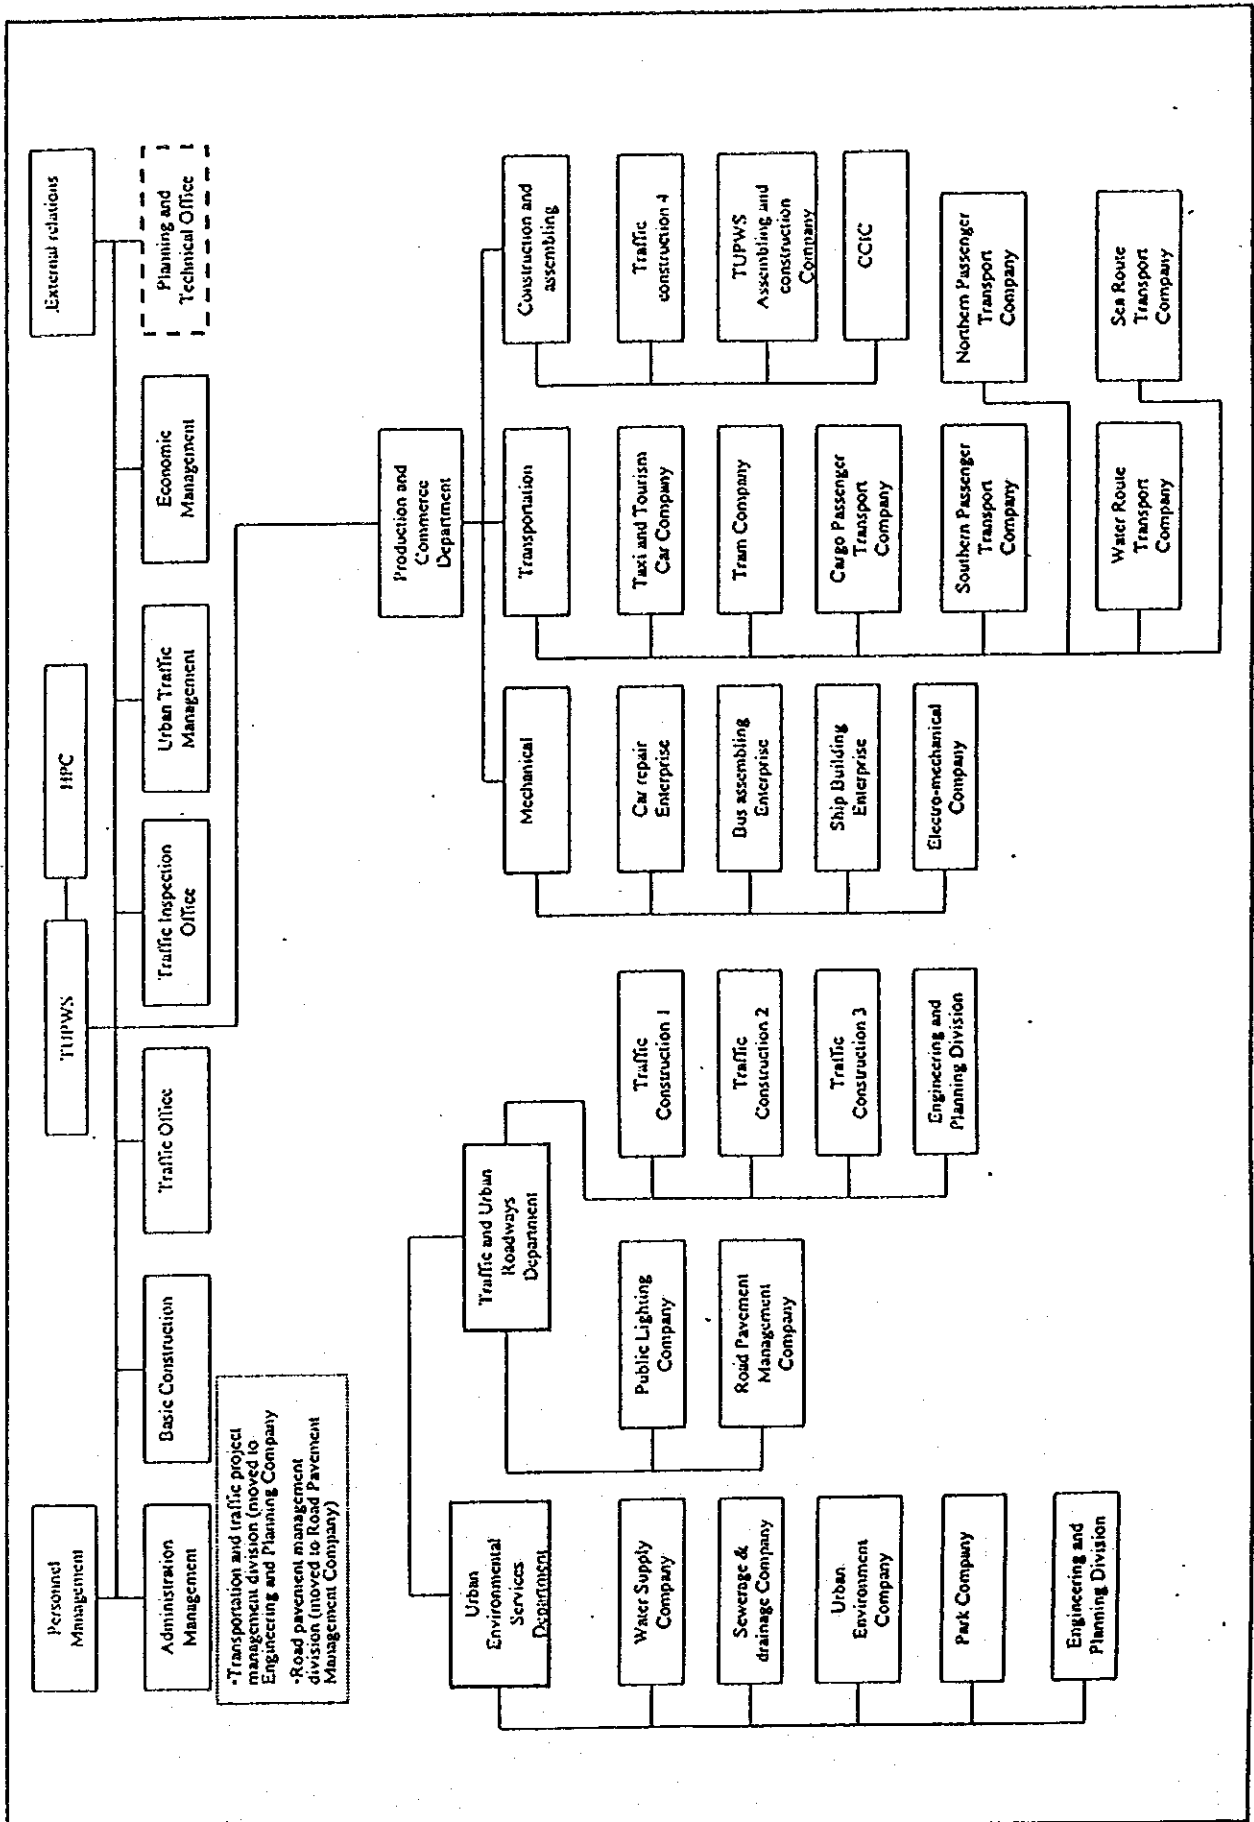 HPC
TUPWS
Personnel
Management
External relations
Administration
Management
Basic Construction
Traffic Office
Traffic Inspection
Office
Urban Traffic
Management
Economic
Management
Planning and
Technical Office
-Transportation and traffic project
management division (moved to
Engineering and Planning Company
-Road pavement management
division (moved to Road Pavement
Management Company)
Production and
Commerce
Department
Urban
Environmental
Services
Department
Traffic and Urban
Roadways
Department
Mechanical
Transportation
Construction and
assembling
Water Supply
Company
Public Lighting
Company
Traffic
Construction 1
Car repair
Enterprise
Taxi and Tourism
Car Company
Traffic
construction 4
Sewerage &
drainage Company
Road Pavement
Management
Company
Traffic
Construction 2
Bus assembling
Enterprise
Tram Company
TUPWS
Assembling and
construction
Company
Urban
Environment
Company
Traffic
Construction 3
Ship Building
Enterprise
Cargo Passenger
Transport
Company
CCIC
Park Company
Engineering and
Planning Division
Electro-mechanical
Company
Southern Passenger
Transport
Company
Northern Passenger
Transport
Company
Engineering and
Planning Division
Water Route
Transport
Company
Sea Route
Transport
Company